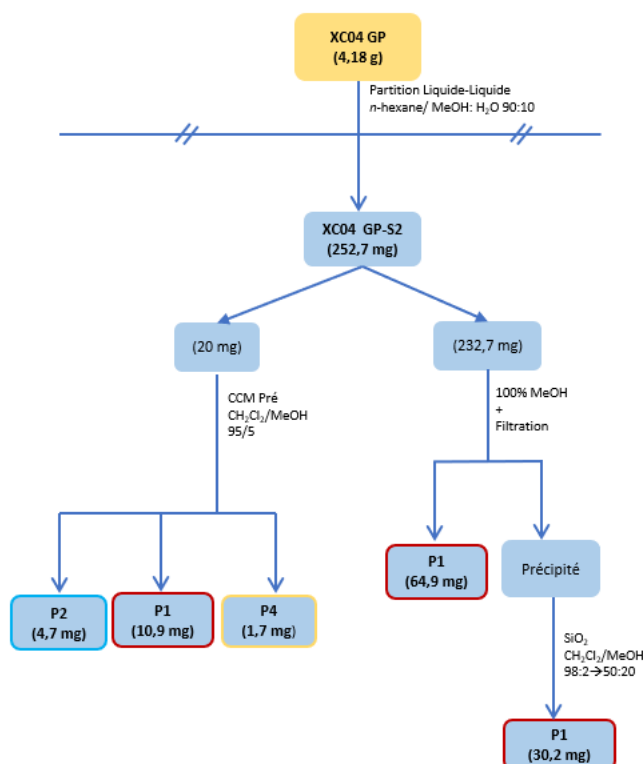 XC04 GP
(4,18 g)
Partition Liquide-Liquide
n-hexane/ MeOH: H₂O 90:10
XC04 GP-S2
(252,7 mg)
(20 mg)
(232,7 mg)
CCM Pré
CH₂Cl₂/MeOH
95/5
100% MeOH
+
Filtration
P1
(64,9 mg)
Précipité
P2
(4,7 mg)
P1
(10,9 mg)
P4
(1,7 mg)
SiO₂
CH₂Cl₂/MeOH
98:2→50:20
P1
(30,2 mg)